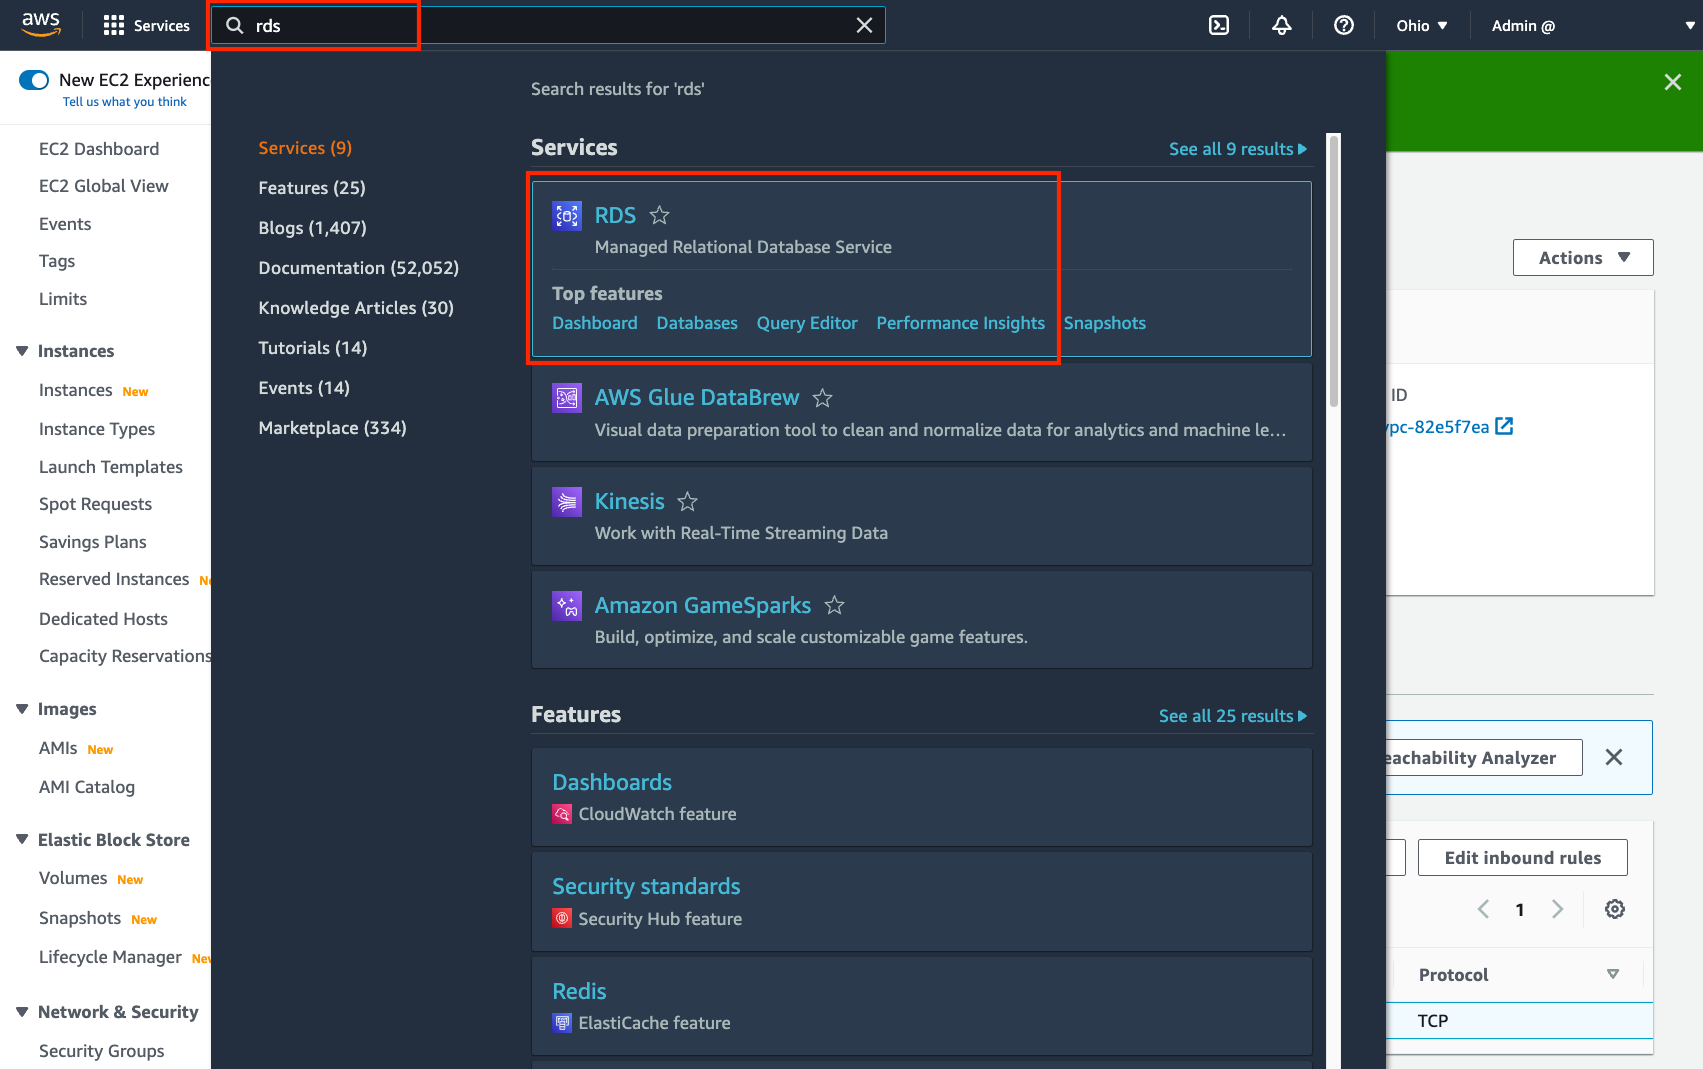 aws
Services
rds
Ohio
Admin @
New EC2 Experienc
Tell us what you think
EC2 Dashboard
EC2 Global View
Events
Tags
Limits
Instances
Instances New
Instance Types
Launch Templates
Spot Requests
Savings Plans
Reserved Instances Ne
Dedicated Hosts
Capacity Reservations
Images
AMIs New
AMI Catalog
Elastic Block Store
Volumes New
Snapshots New
Lifecycle Manager New
Network & Security
Security Groups
Search results for 'rds'
Services (9)
Features (25)
Blogs (1,407)
Documentation (52,052)
Knowledge Articles (30)
Tutorials (14)
Events (14)
Marketplace (334)
Services
See all 9 results
RDS
Managed Relational Database Service
Top features
Dashboard Databases Query Editor Performance Insights Snapshots
AWS Glue DataBrew
Visual data preparation tool to clean and normalize data for analytics and machine le...
Kinesis
Work with Real-Time Streaming Data
Amazon GameSparks
Build, optimize, and scale customizable game features.
Features
See all 25 results
Dashboards
CloudWatch feature
Security standards
Security Hub feature
Redis
ElastiCache feature
Actions
ID
vpc-82e5f7ea
eachability Analyzer
Edit inbound rules
1
Protocol
TCP